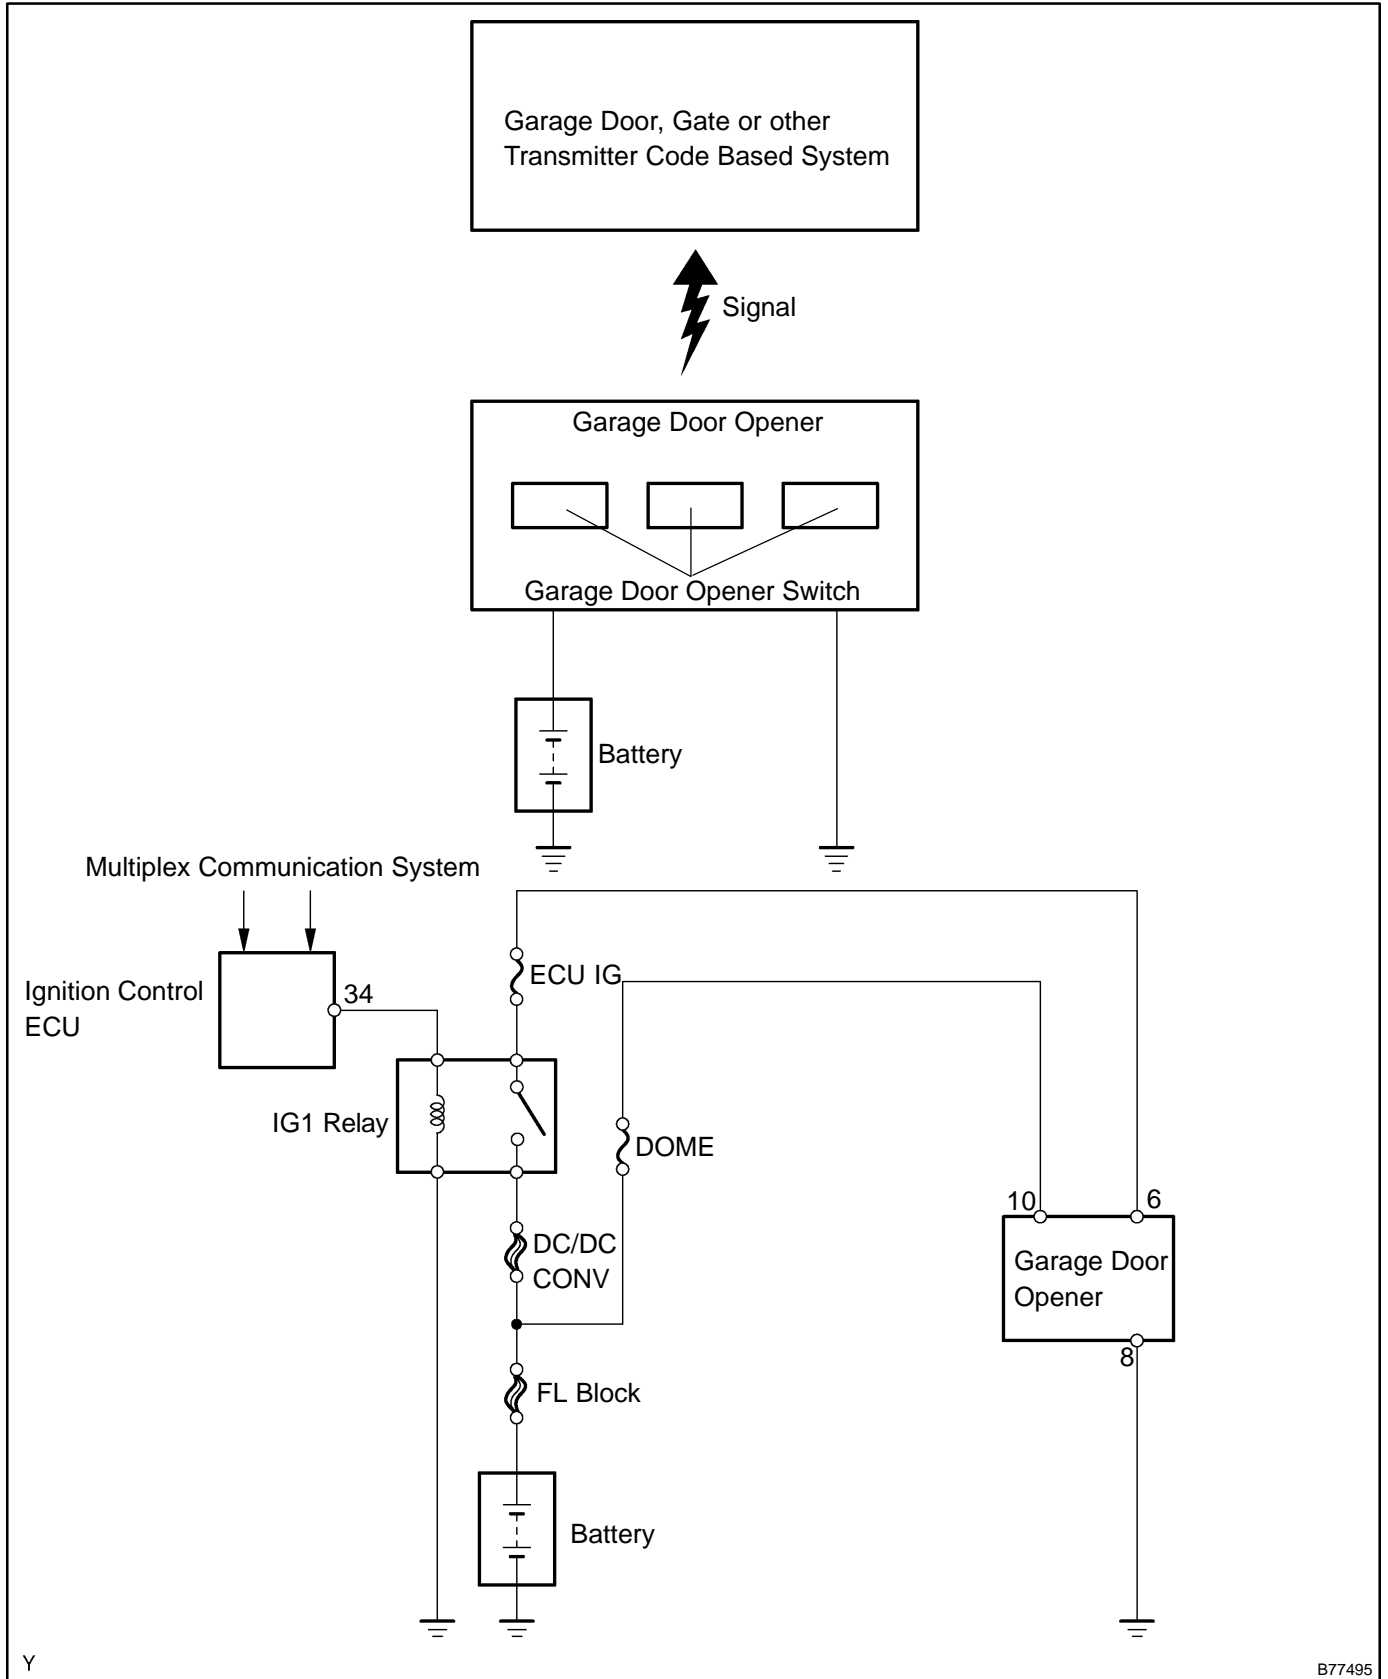 Garage Door, Gate or other
Transmitter Code Based System
Signal
Garage Door Opener
Garage Door Opener Switch
Battery
Multiplex Communication System
ECU IG
Ignition Control
ECU
34
IG1 Relay
DOME
10
6
DC/DC
CONV
Garage Door
Opener
8
FL Block
Battery
Y
B77495